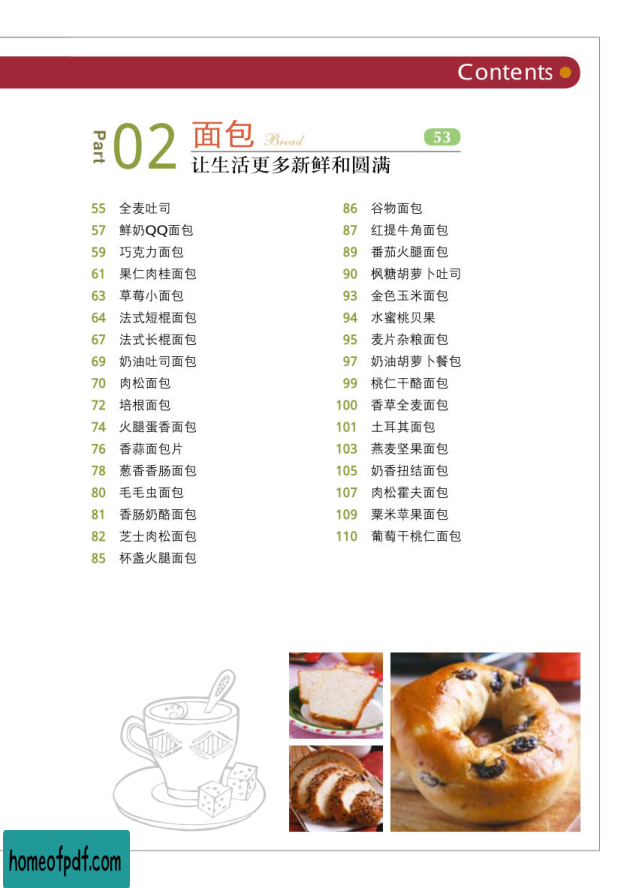 Contents
Part 02 面包 Bread 53
让生活更多新鲜和圆满
55 全麦吐司
57 鲜奶QQ面包
59 巧克力面包
61 果仁肉桂面包
63 草莓小面包
64 法式短棍面包
67 法式长棍面包
69 奶油吐司面包
70 肉松面包
72 培根面包
74 火腿蛋香面包
76 香蒜面包片
78 葱香香肠面包
80 毛毛虫面包
81 香肠奶酪面包
82 芝士肉松面包
85 杯盏火腿面包
86 谷物面包
87 红提牛角面包
89 番茄火腿面包
90 枫糖胡萝卜吐司
93 金色玉米面包
94 水蜜桃贝果
95 麦片杂粮面包
97 奶油胡萝卜餐包
99 桃仁干酪面包
100 香草全麦面包
101 土耳其面包
103 燕麦坚果面包
105 奶香扭结面包
107 肉松霍夫面包
109 粟米苹果面包
110 葡萄干桃仁面包
homeofpdf.com